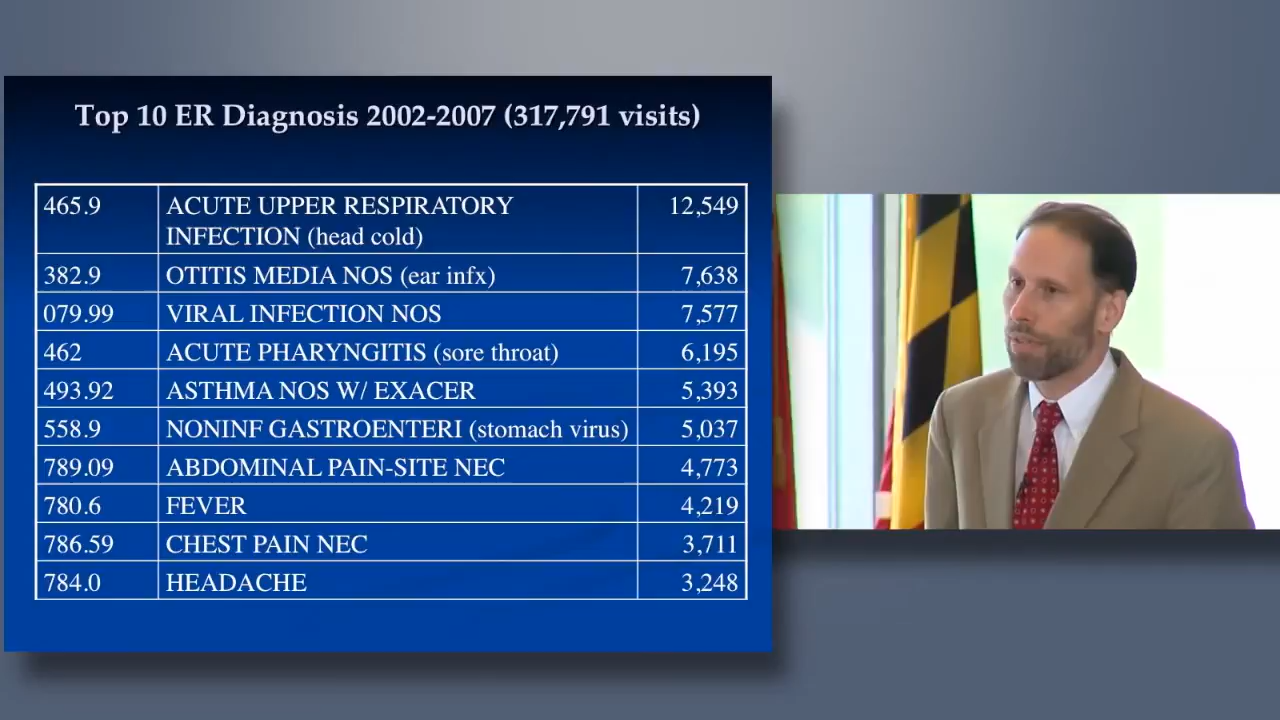 Top 10 ER Diagnosis 2002-2007 (317,791 visits)
465.9 ACUTE UPPER RESPIRATORY 12,549
INFECTION (head cold)
382.9 OTITIS MEDIA NOS (ear infx) 7,638
079.99 VIRAL INFECTION NOS 7,577
462 ACUTE PHARYNGITIS (sore throat) 6,195
493.92 ASTHMA NOS W/ EXACER 5,393
558.9 NONINF GASTROENTERI (stomach virus) 5,037
789.09 ABDOMINAL PAIN-SITE NEC 4,773
780.6 FEVER 4,219
786.59 CHEST PAIN NEC 3,711
784.0 HEADACHE 3,248